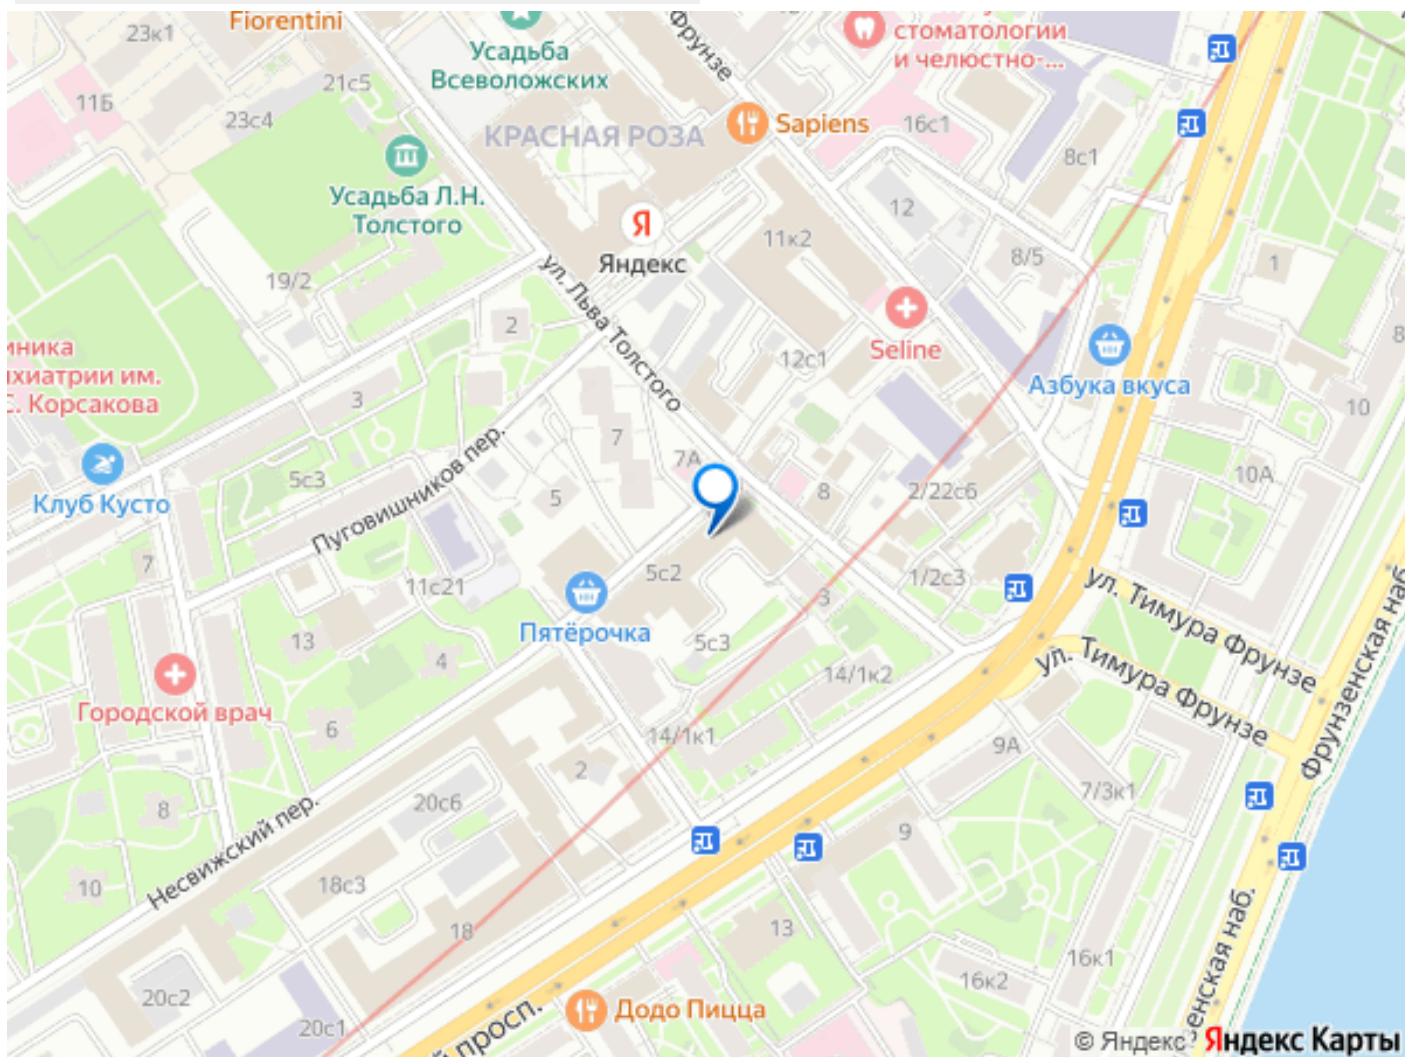 23к1
Fiorentini
Усадьба
Всеволожских
Фрунзе
стоматологии
и челюстно-...
11Б
23с4
21с5
КРАСНАЯ РОЗА
Sapiens
16с1
8с1
Усадьба Л.Н.
Толстого
Я
Яндекс
12
11к2
8/5
1
19/2
ул. Льва Толстого
2
Seline
12с1
Азбука вкуса
8
иника
ихиатрии им.
С. Корсакова
3
10
7
7А
Пуговишников пер.
5с3
Клуб Кусто
5
8
2/22с6
10А
7
11с21
5с2
Пятёрочка
1/2с3
3
ул. Тимура Фрунзе
ул. Тимура Фрунзе
Фрунзенская наб.
13
4
5с3
14/1к2
Городской врач
6
14/1к1
9А
7/3к1
2
8
20с6
Несвижский пер.
9
10
18с3
18
13
16к1
16к2
20с2
20с1
й просп.
Додо Пицца
енская наб.
© Яндекс
Яндекс Карты